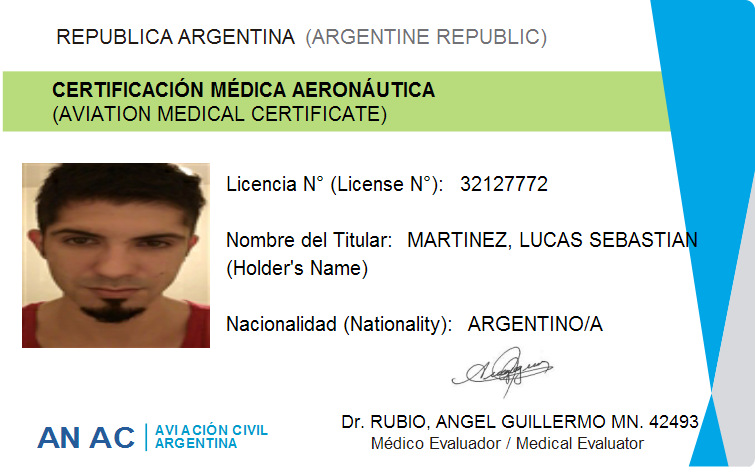 REPUBLICA ARGENTINA (ARGENTINE REPUBLIC)
CERTIFICACIÓN MÉDICA AERONÁUTICA
(AVIATION MEDICAL CERTIFICATE)
Licencia N° (License N°): 32127772
Nombre del Titular: MARTINEZ, LUCAS SEBASTIAN
(Holder's Name)
Nacionalidad (Nationality): ARGENTINO/A
Dr. RUBIO, ANGEL GUILLERMO MN. 42493
Médico Evaluador / Medical Evaluator
AN AC
AVIACIÓN CIVIL
ARGENTINA